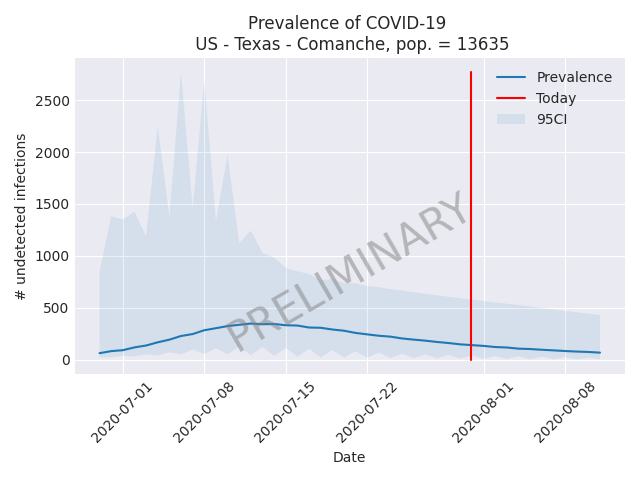 Prevalence of COVID-19
US - Texas - Comanche, pop. = 13635
# undetected infections
2500
2000
1500
1000
500
0
Prevalence
Today
95CI
PRELIMINARY
2020-07-01
2020-07-08
2020-07-15
2020-07-22
2020-08-01
2020-08-08
Date